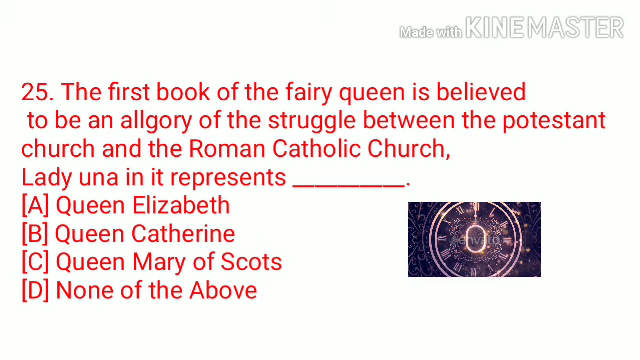 Made with KINEMASTER
25. The first book of the fairy queen is believed
to be an allgory of the struggle between the potestant
church and the Roman Catholic Church,
Lady una in it represents __________.
[A] Queen Elizabeth
[B] Queen Catherine
[C] Queen Mary of Scots
[D] None of the Above
0